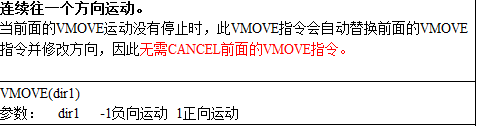 连续往一个方向运动。
当前面的VMOVE运动没有停止时，此VMOVE指令会自动替换前面的VMOVE
指令并修改方向，因此无需CANCEL前面的VMOVE指令。
VMOVE(dir1)
参数： dir1 -1负向运动 1正向运动